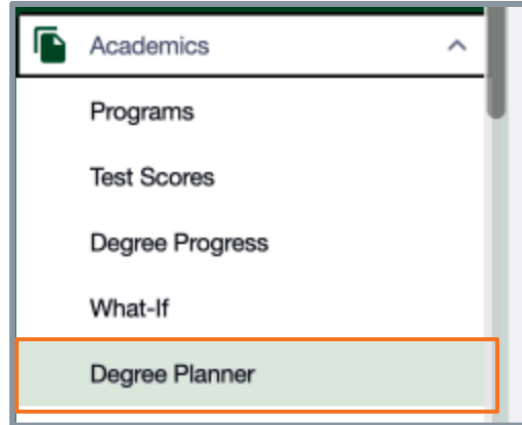 Academics
Programs
Test Scores
Degree Progress
What-If
Degree Planner